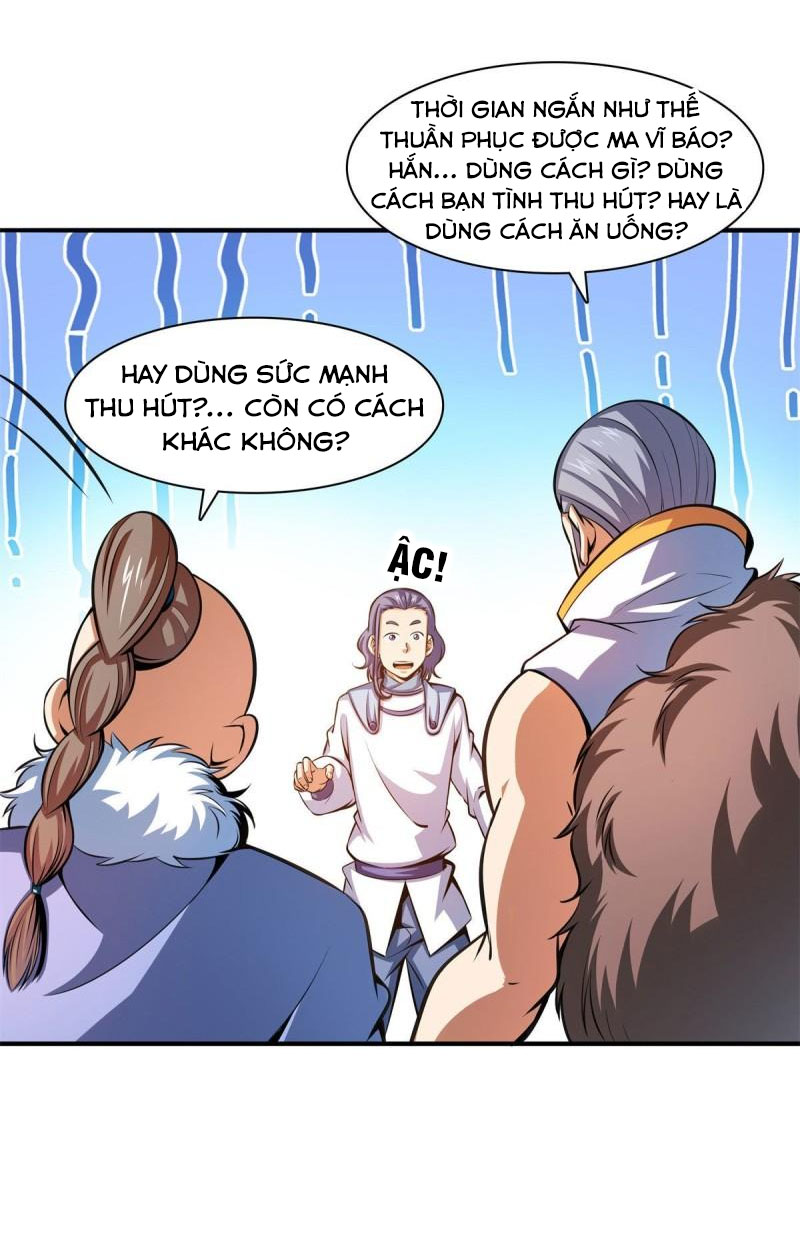 THỜI GIAN NGẮN NHƯ THẾ
THUẦN PHỤC ĐƯỢC MA VĨ BÁO?
HẮN... DÙNG CÁCH GÌ? DÙNG
CÁCH BẠN TÌNH THU HÚT? HAY LÀ
DÙNG CÁCH ĂN UỐNG?
HAY DÙNG SỨC MẠNH
THU HÚT?... CÒN CÓ CÁCH
KHÁC KHÔNG?
ẬC!